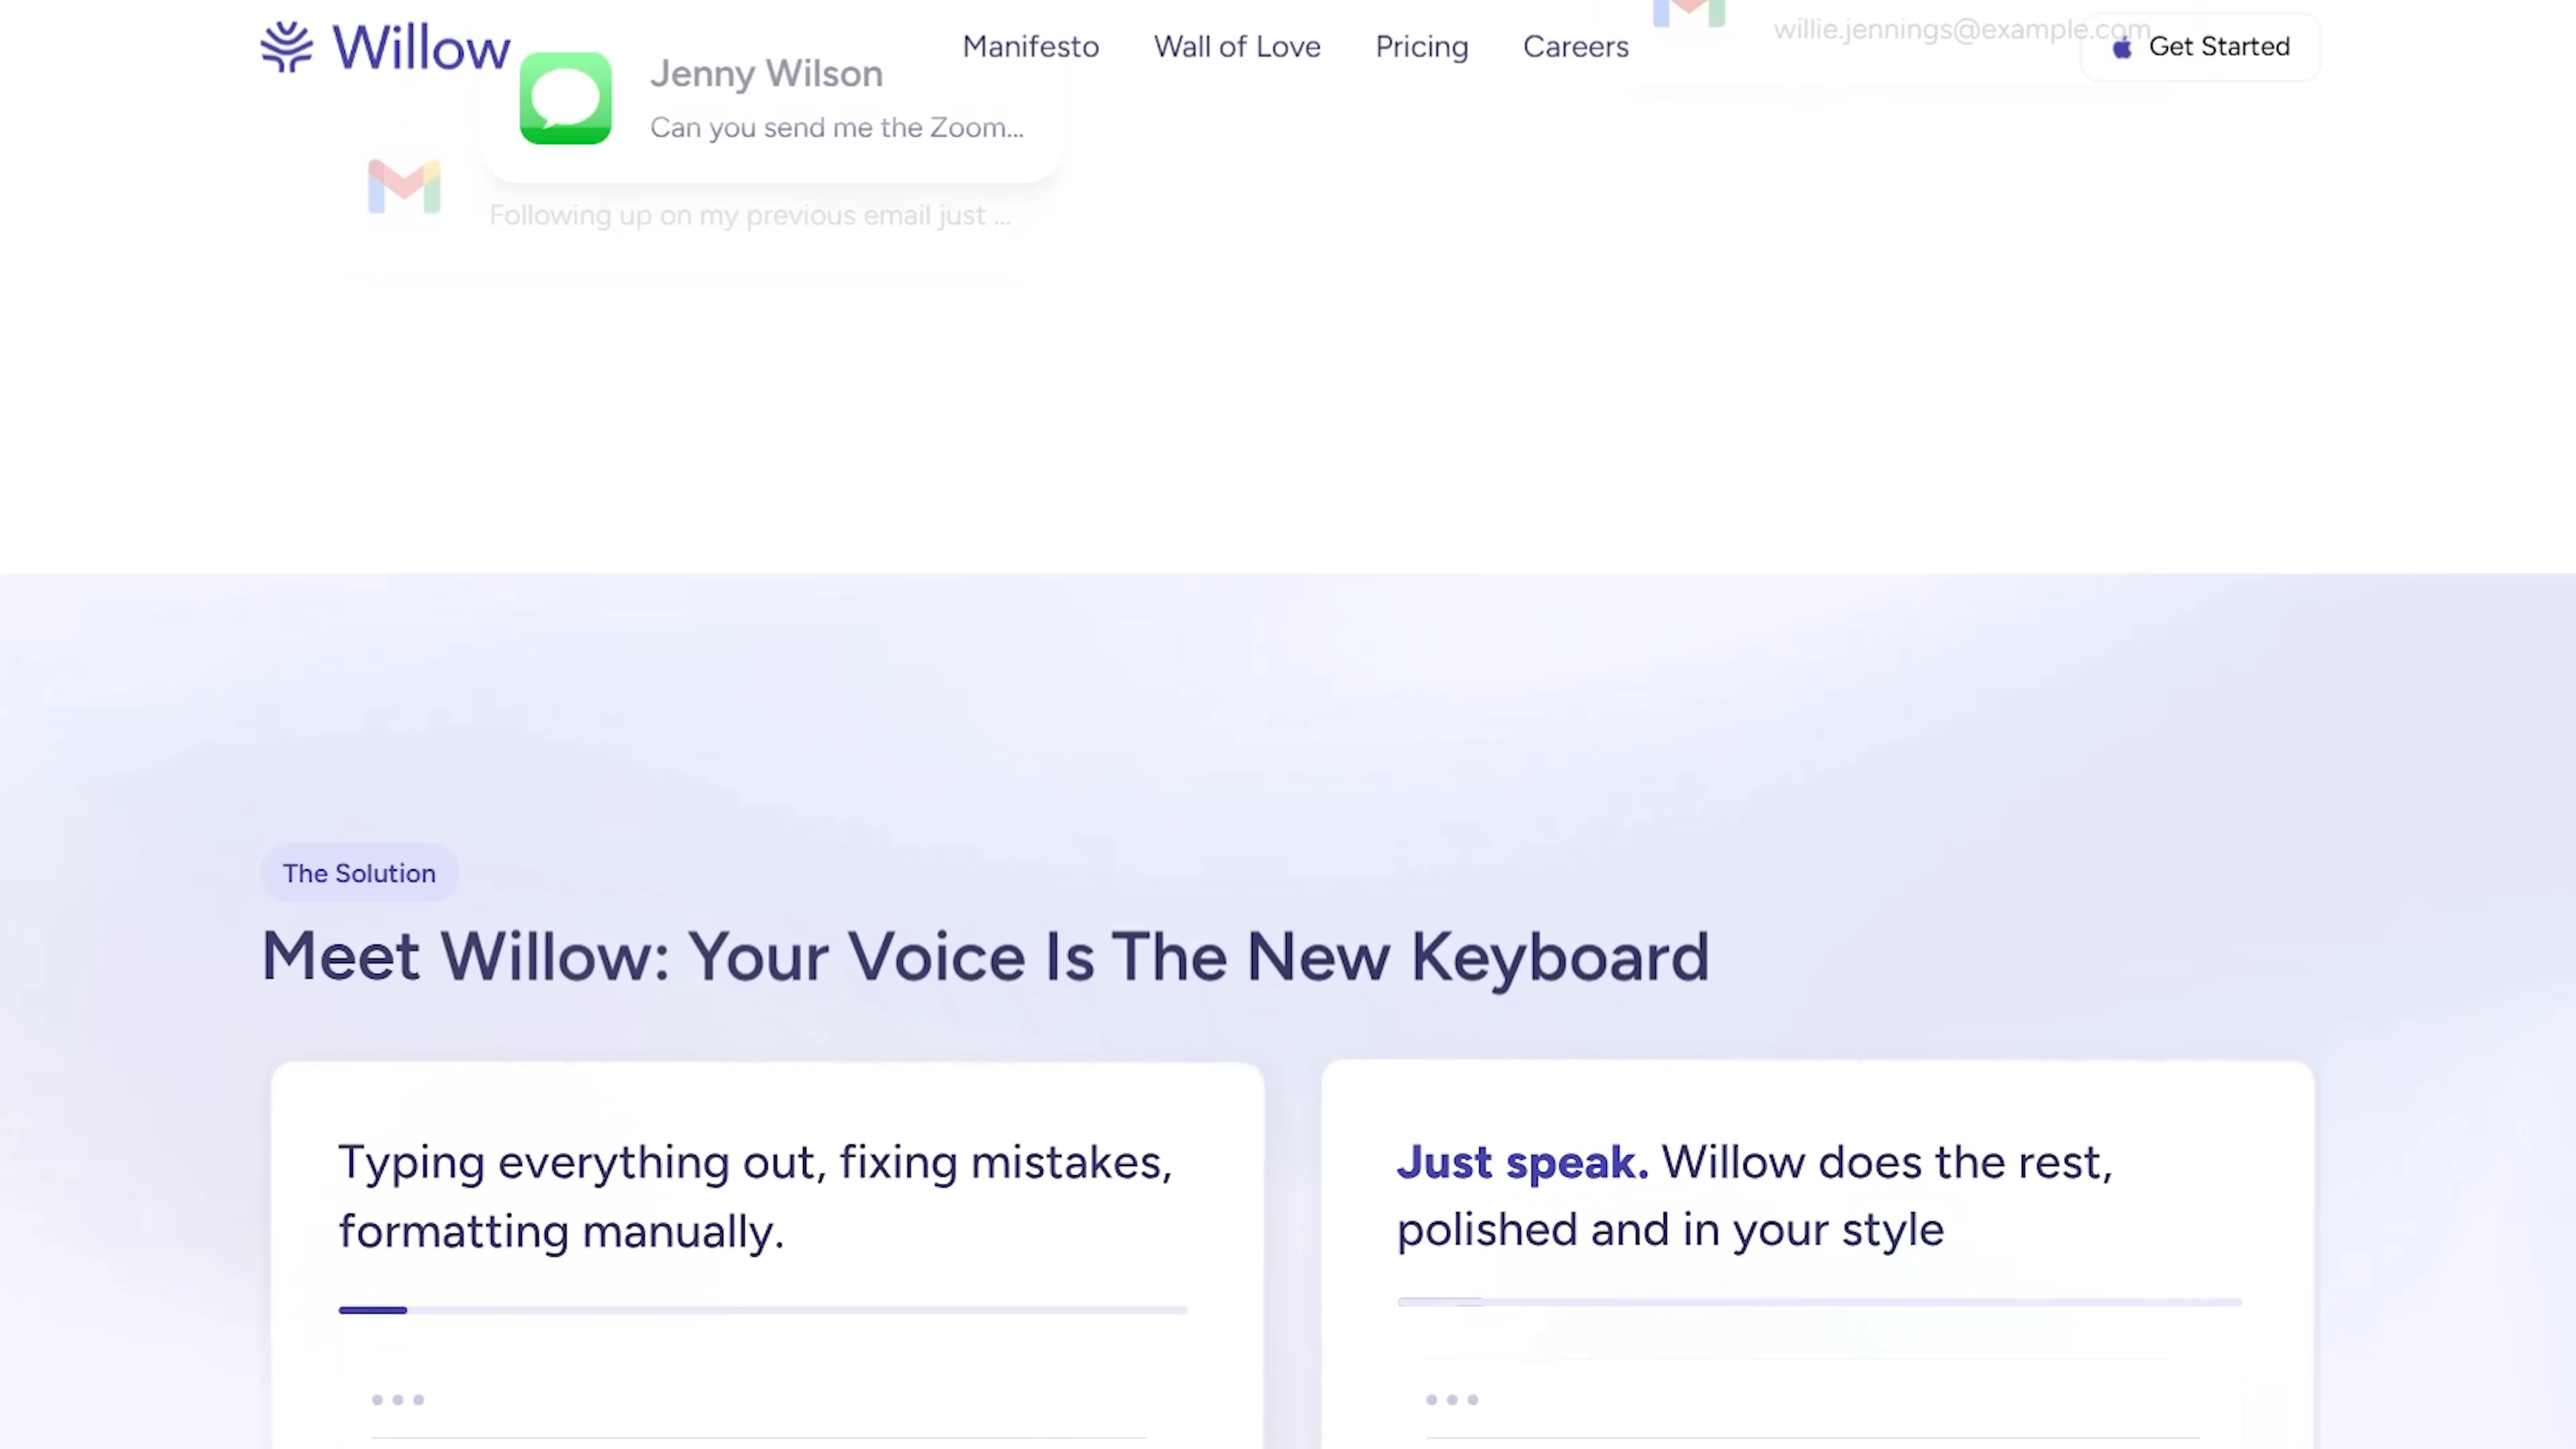 Willow
Manifesto
Wall of Love
Pricing
Careers
willie.jennings@example.com
Get Started
Jenny Wilson
Can you send me the Zoom...
Following up on my previous email just ...
The Solution
Meet Willow: Your Voice Is The New Keyboard
Typing everything out, fixing mistakes,
formatting manually.
Just speak. Willow does the rest,
polished and in your style